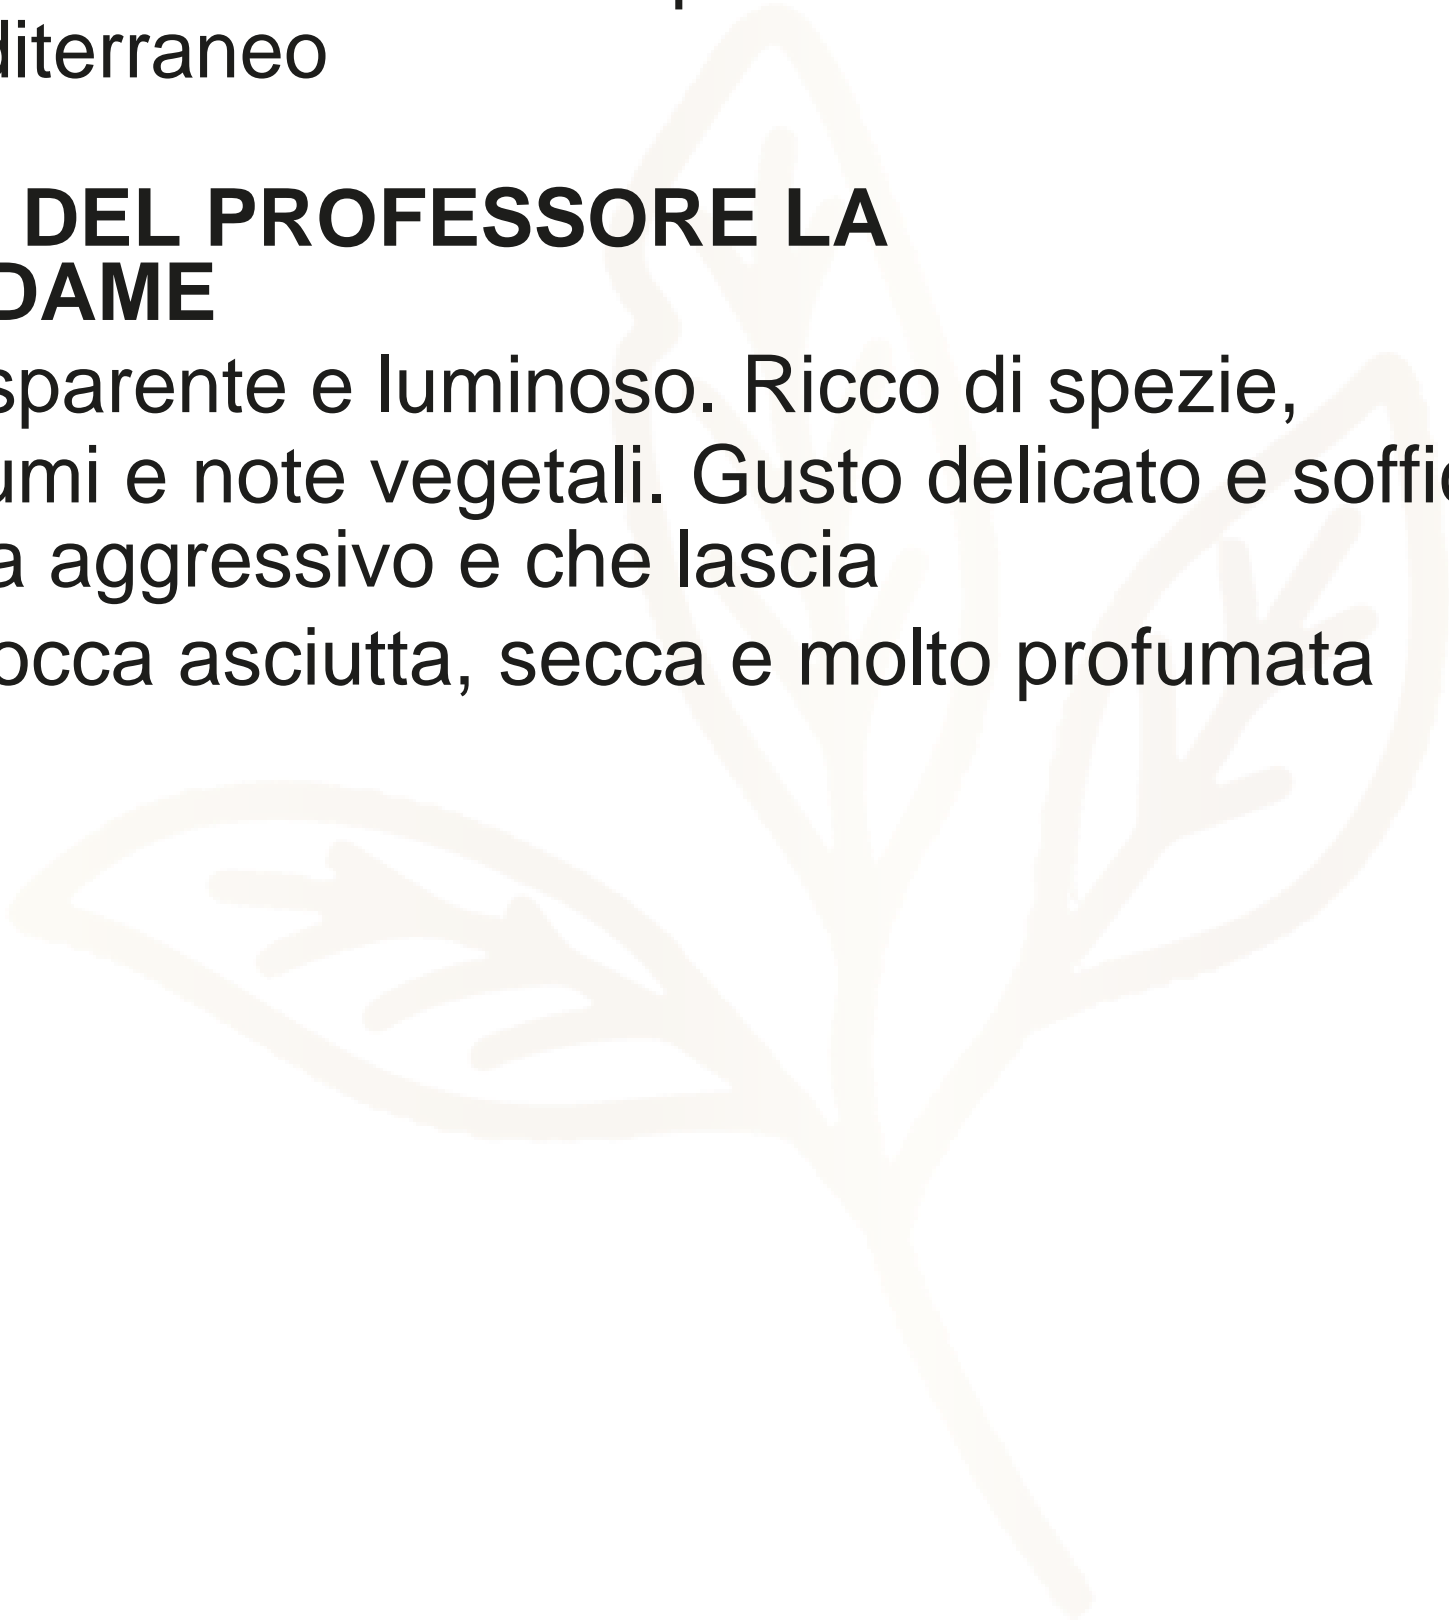 diterraneo
DEL PROFESSORE LA
DAME
sparente e luminoso. Ricco di spezie,
umi e note vegetali. Gusto delicato e soffic
a aggressivo e che lascia
occa asciutta, secca e molto profumata